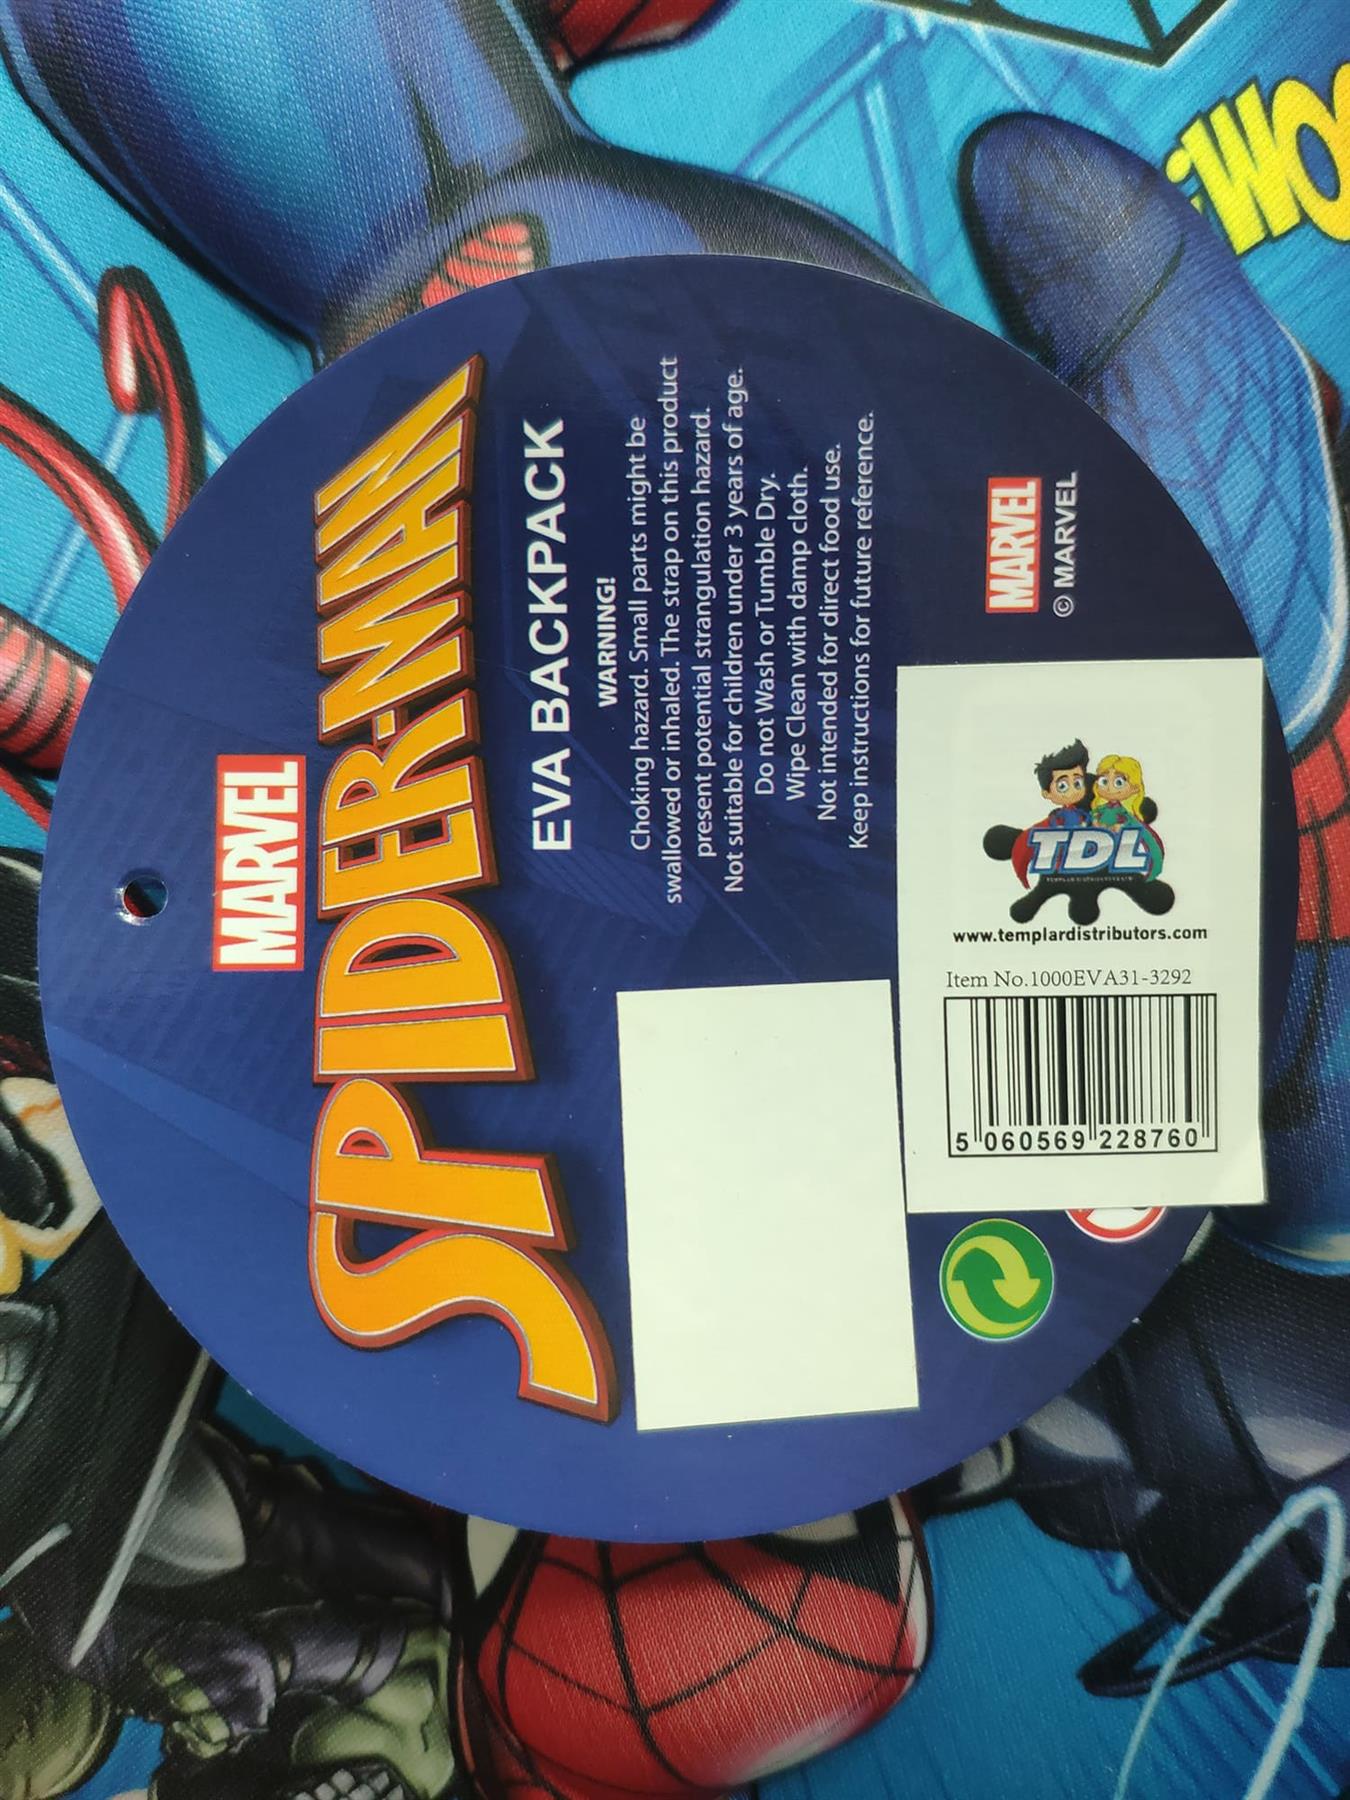 MARVEL
SPIDER-MAN
EVA BACKPACK
WARNING!
Choking hazard. Small parts might be
swallowed or inhaled. The strap on this product
present potential strangulation hazard.
Not suitable for children under 3 years of age.
Do not Wash or Tumble Dry.
Wipe Clean with damp cloth.
Not intended for direct food use.
Keep instructions for future reference.
MARVEL
© MARVEL
TDL
www.templardistributors.com
Item No.1000EVA31-3292
5 060569 228760